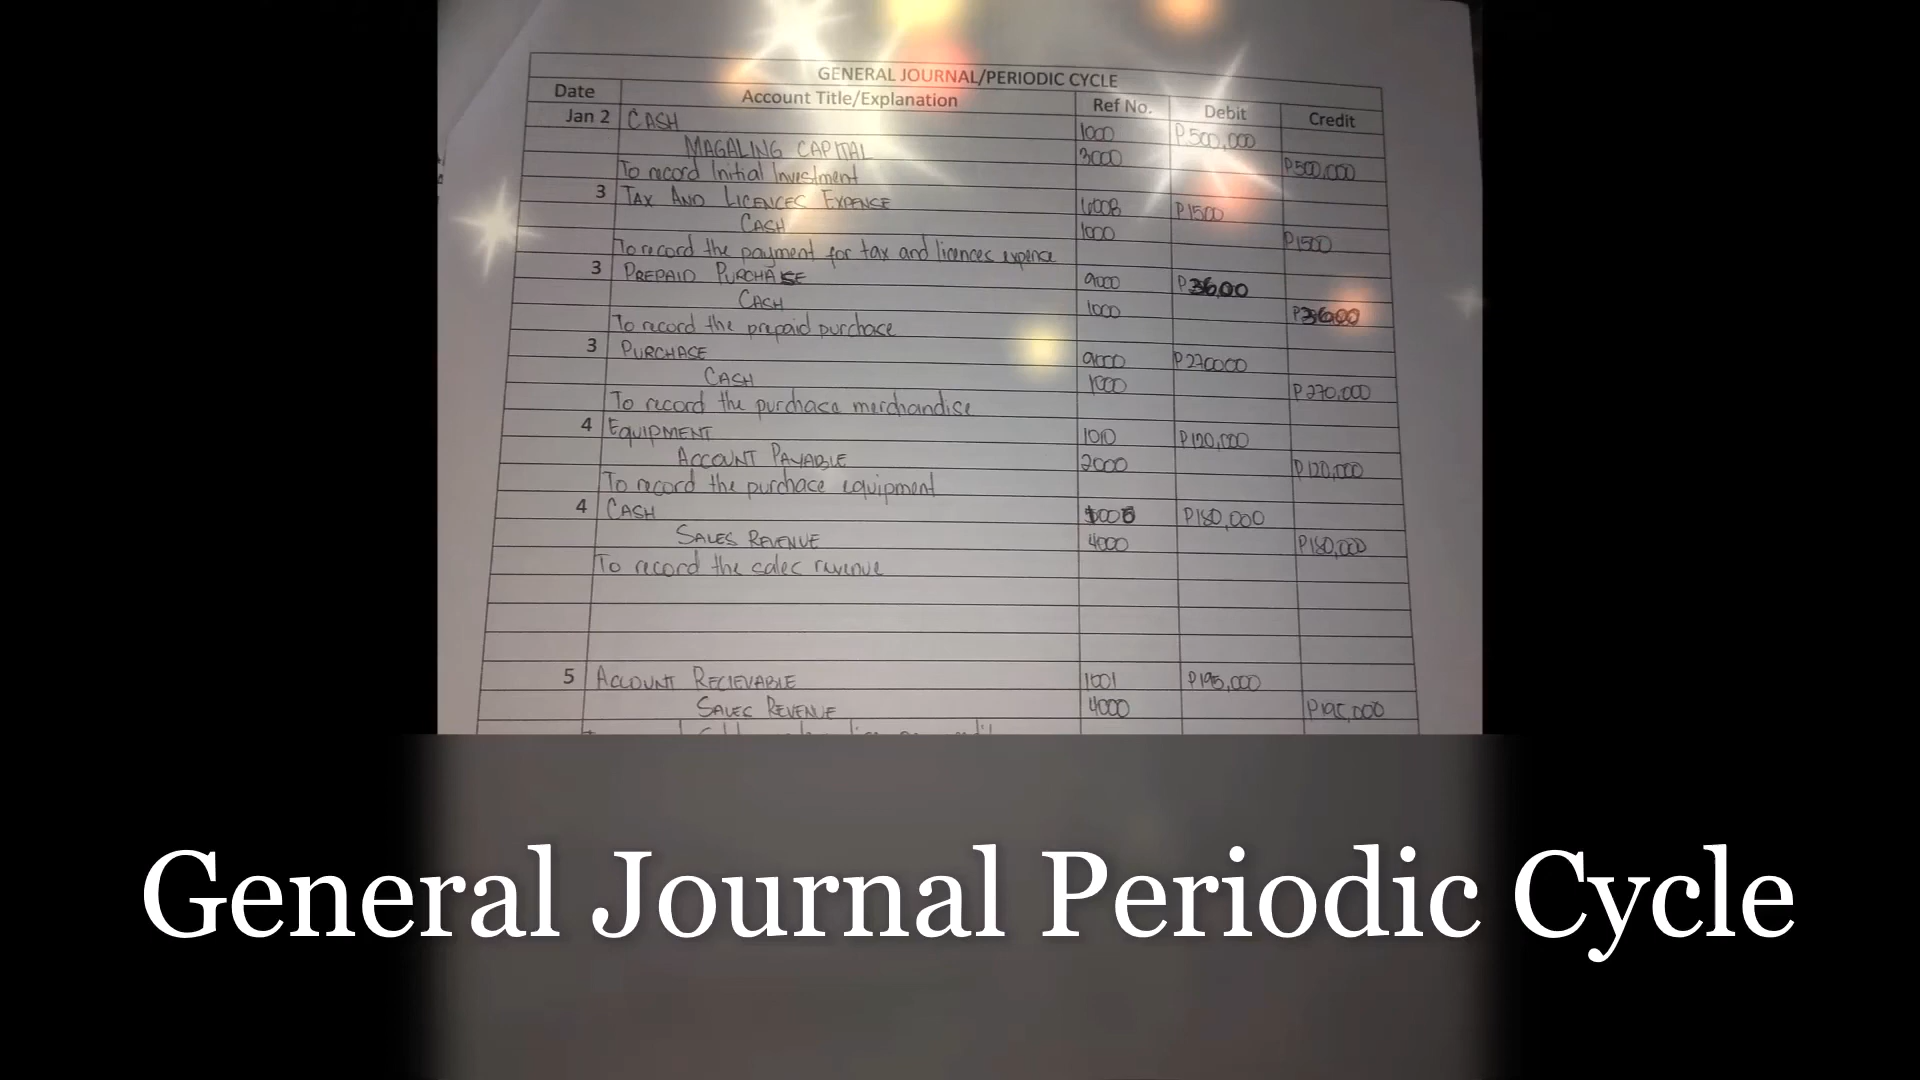 GENERAL JOURNAL/PERIODIC CYCLE
Date Account Title/Explanation Ref No. Debit Credit
Jan 2 CASH 1000 P500,000
MAGALING CAPITAL 3000 P500,000
To record Initial Investment
3 TAX AND LICENCES EXPENSE P1500
CASH 1000 P1500
To record the payment for tax and licences expence
3 PREPAID PURCHASE 9000 P3600
CASH 1000 P3600
To record the prepaid purchase
3 PURCHASE 9000 P270000
CASH 1000 P270,000
To record the purchase merchandise
4 EQUIPMENT 1010 P120,000
ACCOUNT PAYABLE 2000 P120,000
To record the purchace equipment
4 CASH P180,000
SALES REVENUE 4000 P180,000
To record the sales revenue
5 ACCOUNT RECIEVABLE 1001 P195,000
SALES REVENUE 4000 P195,000
General Journal Periodic Cycle